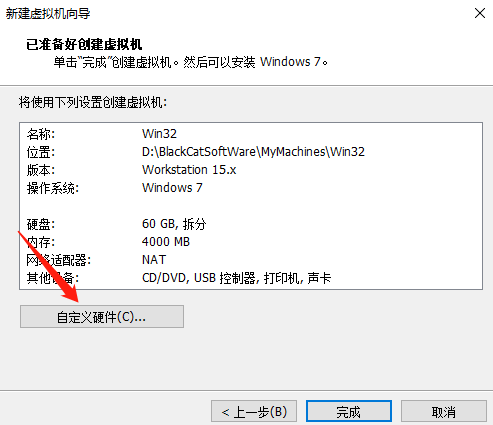 新建虚拟机向导
已准备好创建虚拟机
单击“完成”创建虚拟机。然后可以安装 Windows 7。
将使用下列设置创建虚拟机:
名称: Win32
位置: D:\BlackCatSoftWare\MyMachines\Win32
版本: Workstation 15.x
操作系统: Windows 7
硬盘: 60 GB, 拆分
内存: 4000 MB
网络适配器: NAT
其他设备: CD/DVD, USB 控制器, 打印机, 声卡
自定义硬件(C)...
< 上一步(B) 完成 取消